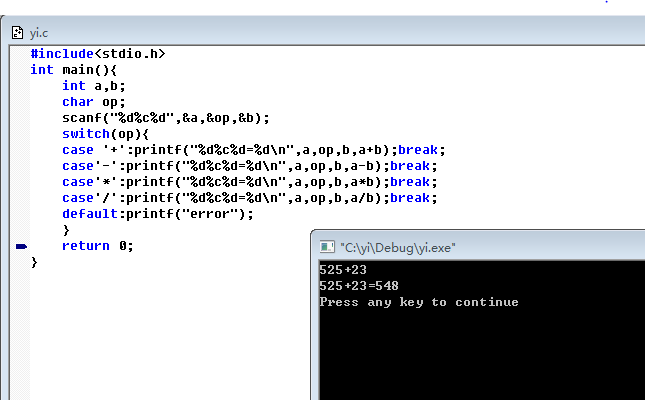 yi.c
#include<stdio.h>
int main(){
int a,b;
char op;
scanf("%d%c%d",&a,&op,&b);
switch(op){
case '+':printf("%d%c%d=%d\n",a,op,b,a+b);break;
case'-':printf("%d%c%d=%d\n",a,op,b,a-b);break;
case'*':printf("%d%c%d=%d\n",a,op,b,a*b);break;
case'/':printf("%d%c%d=%d\n",a,op,b,a/b);break;
default:printf("error");
}
return 0;
}
"C:\yi\Debug\yi.exe"
525+23
525+23=548
Press any key to continue